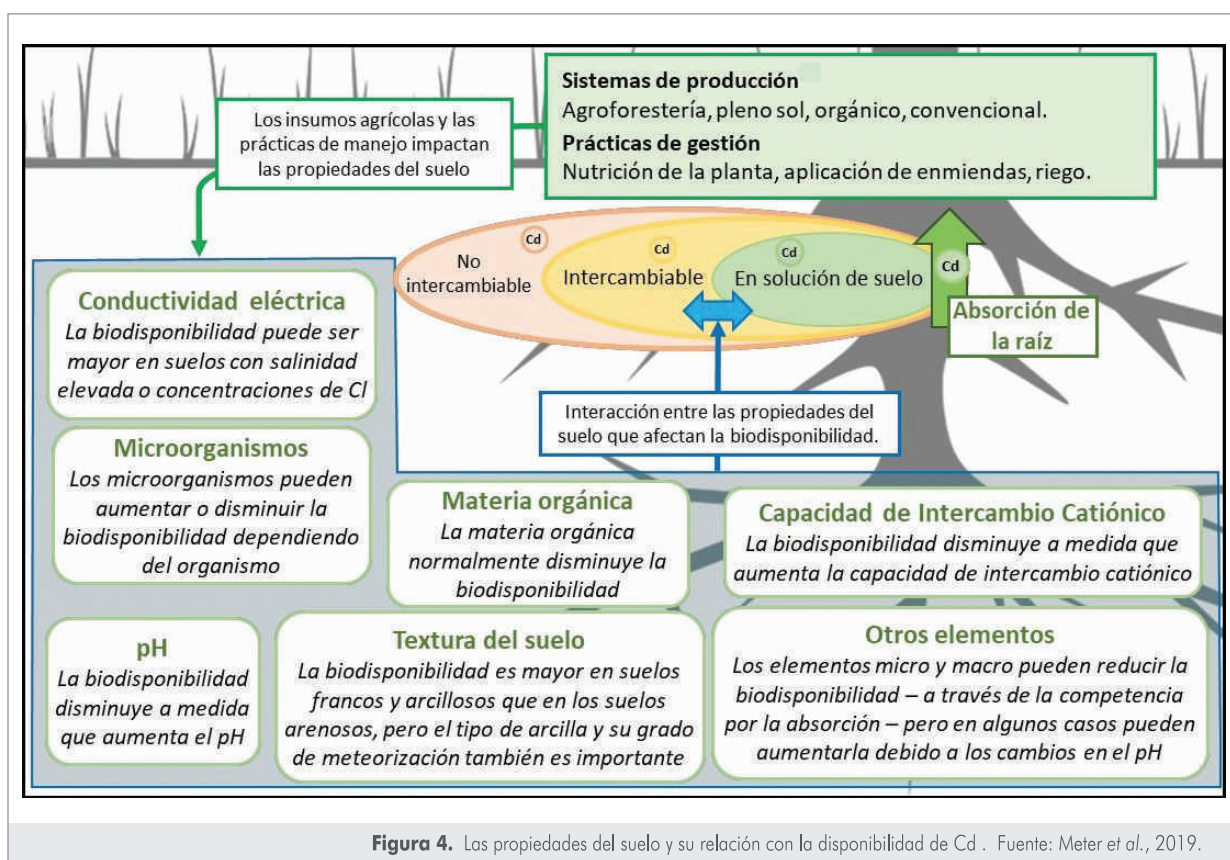 Sistemas de producción
Agroforestería, pleno sol, orgánico, convencional.
Prácticas de gestión
Nutrición de la planta, aplicación de enmiendas, riego.
Los insumos agrícolas y las
prácticas de manejo impactan
las propiedades del suelo
Cd
No
intercambiable
Cd
Intercambiable
Cd
En solución de suelo
Cd
Absorción de
la raíz
Interacción entre las propiedades del
suelo que afectan la biodisponibilidad.
Conductividad eléctrica
La biodisponibilidad puede ser
mayor en suelos con salinidad
elevada o concentraciones de Cl
Microorganismos
Los microorganismos pueden
aumentar o disminuir la
biodisponibilidad dependiendo
del organismo
Materia orgánica
La materia orgánica
normalmente disminuye la
biodisponibilidad
Capacidad de Intercambio Catiónico
La biodisponibilidad disminuye a medida que
aumenta la capacidad de intercambio catiónico
pH
La biodisponibilidad
disminuye a medida
que aumenta el pH
Textura del suelo
La biodisponibilidad es mayor en suelos
francos y arcillosos que en los suelos
arenosos, pero el tipo de arcilla y su grado
de meteorización también es importante
Otros elementos
Los elementos micro y macro pueden reducir la
biodisponibilidad – a través de la competencia
por la absorción – pero en algunos casos pueden
aumentarla debido a los cambios en el pH
Figura 4. Las propiedades del suelo y su relación con la disponibilidad de Cd . Fuente: Meter et al., 2019.